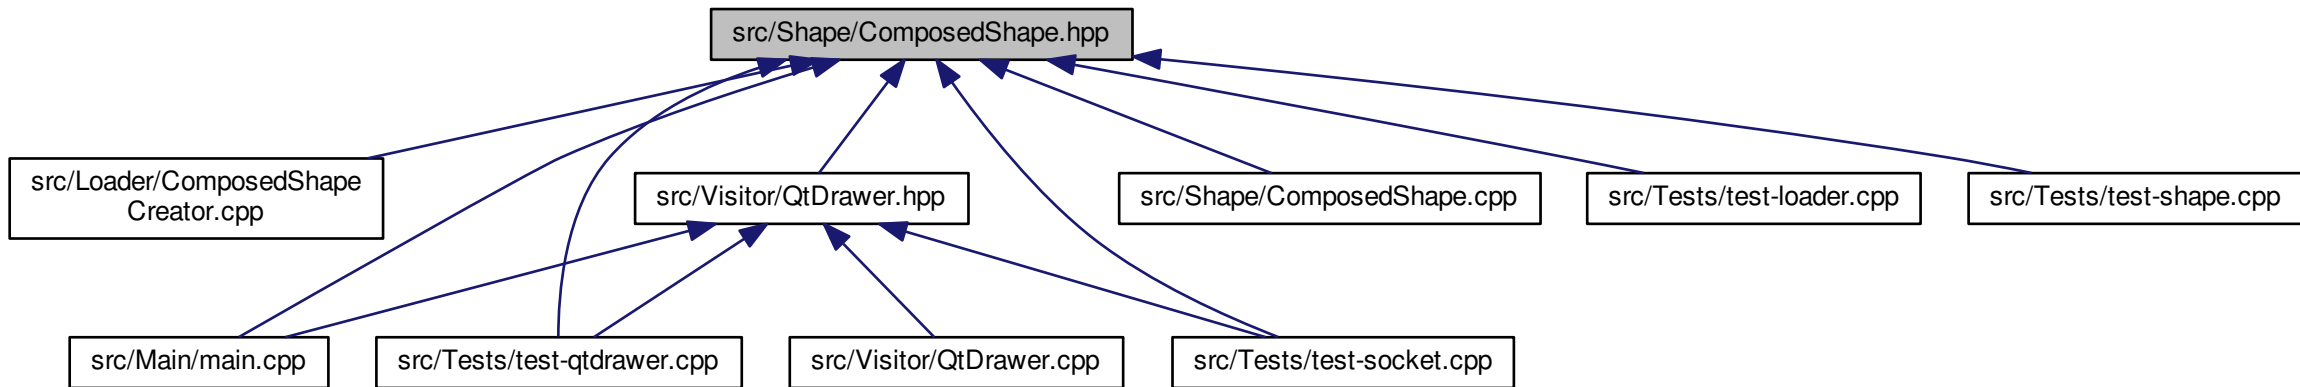 src/Shape/ComposedShape.hpp
src/Loader/ComposedShape
Creator.cpp
src/Visitor/QtDrawer.hpp
src/Shape/ComposedShape.cpp
src/Tests/test-loader.cpp
src/Tests/test-shape.cpp
src/Main/main.cpp
src/Tests/test-qtdrawer.cpp
src/Visitor/QtDrawer.cpp
src/Tests/test-socket.cpp